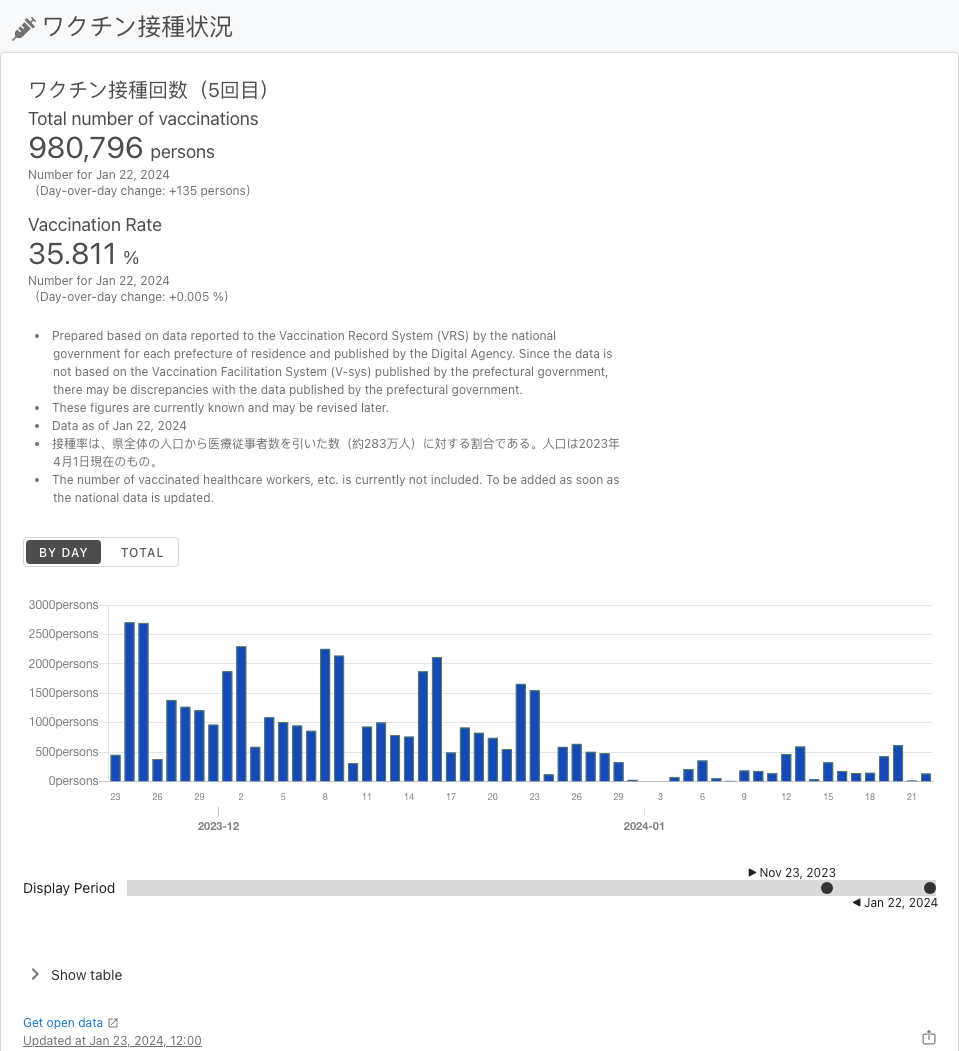 ワクチン接種状況
ワクチン接種回数（5回目）
Total number of vaccinations
980,796 persons
Number for Jan 22, 2024
（Day-over-day change: +135 persons）
Vaccination Rate
35.811 %
Number for Jan 22, 2024
（Day-over-day change: +0.005 %）
• Prepared based on data reported to the Vaccination Record System (VRS) by the national
government for each prefecture of residence and published by the Digital Agency. Since the data is
not based on the Vaccination Facilitation System (V-sys) published by the prefectural government,
there may be discrepancies with the data published by the prefectural government.
• These figures are currently known and may be revised later.
• Data as of Jan 22, 2024
• 接種率は、県全体の人口から医療従事者数を引いた数（約283万人）に対する割合である。人口は2023年
4月1日現在のもの。
• The number of vaccinated healthcare workers, etc. is currently not included. To be added as soon as
the national data is updated.
BY DAY TOTAL
3000persons
2500persons
2000persons
1500persons
1000persons
500persons
0persons
23 26 29 2 5 8 11 14 17 20 23 26 29 3 6 9 12 15 18 21
2023-12 2024-01
Nov 23, 2023
Display Period
Jan 22, 2024
Show table
Get open data
Updated at Jan 23, 2024, 12:00